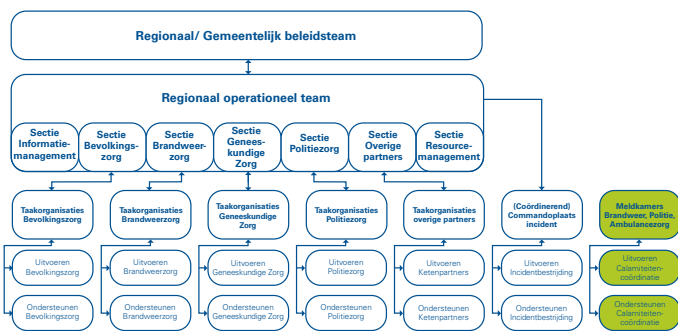 Regionaal/ Gemeentelijk beleidsteam
Regionaal operationeel team
Sectie
Informatie-
management
Sectie
Bevolkings-
zorg
Sectie
Brandweer-
zorg
Sectie
Genees-
kundige
Zorg
Sectie
Politiezorg
Sectie
Overige
partners
Sectie
Resource-
management
Taakorganisaties
Bevolkingszorg
Taakorganisaties
Brandweerzorg
Taakorganisaties
Geneeskundige
Zorg
Taakorganisaties
Politiezorg
Taakorganisaties
overige partners
(Coördinerend)
Commandoplaats
incident
Meldkamers
Brandweer, Politie,
Ambulancezorg
Uitvoeren
Bevolkingszorg
Uitvoeren
Brandweerzorg
Uitvoeren
Geneeskundige Zorg
Uitvoeren
Politiezorg
Uitvoeren
Ketenpartners
Uitvoeren
Incidentbestrijding
Uitvoeren
Calamiteiten-
coördinatie
Ondersteunen
Bevolkingszorg
Ondersteunen
Brandweerzorg
Ondersteunen
Geneeskundige Zorg
Ondersteunen
Politiezorg
Ondersteunen
Ketenpartners
Ondersteunen
Incidentbestrijding
Ondersteunen
Calamiteiten-
coördinatie